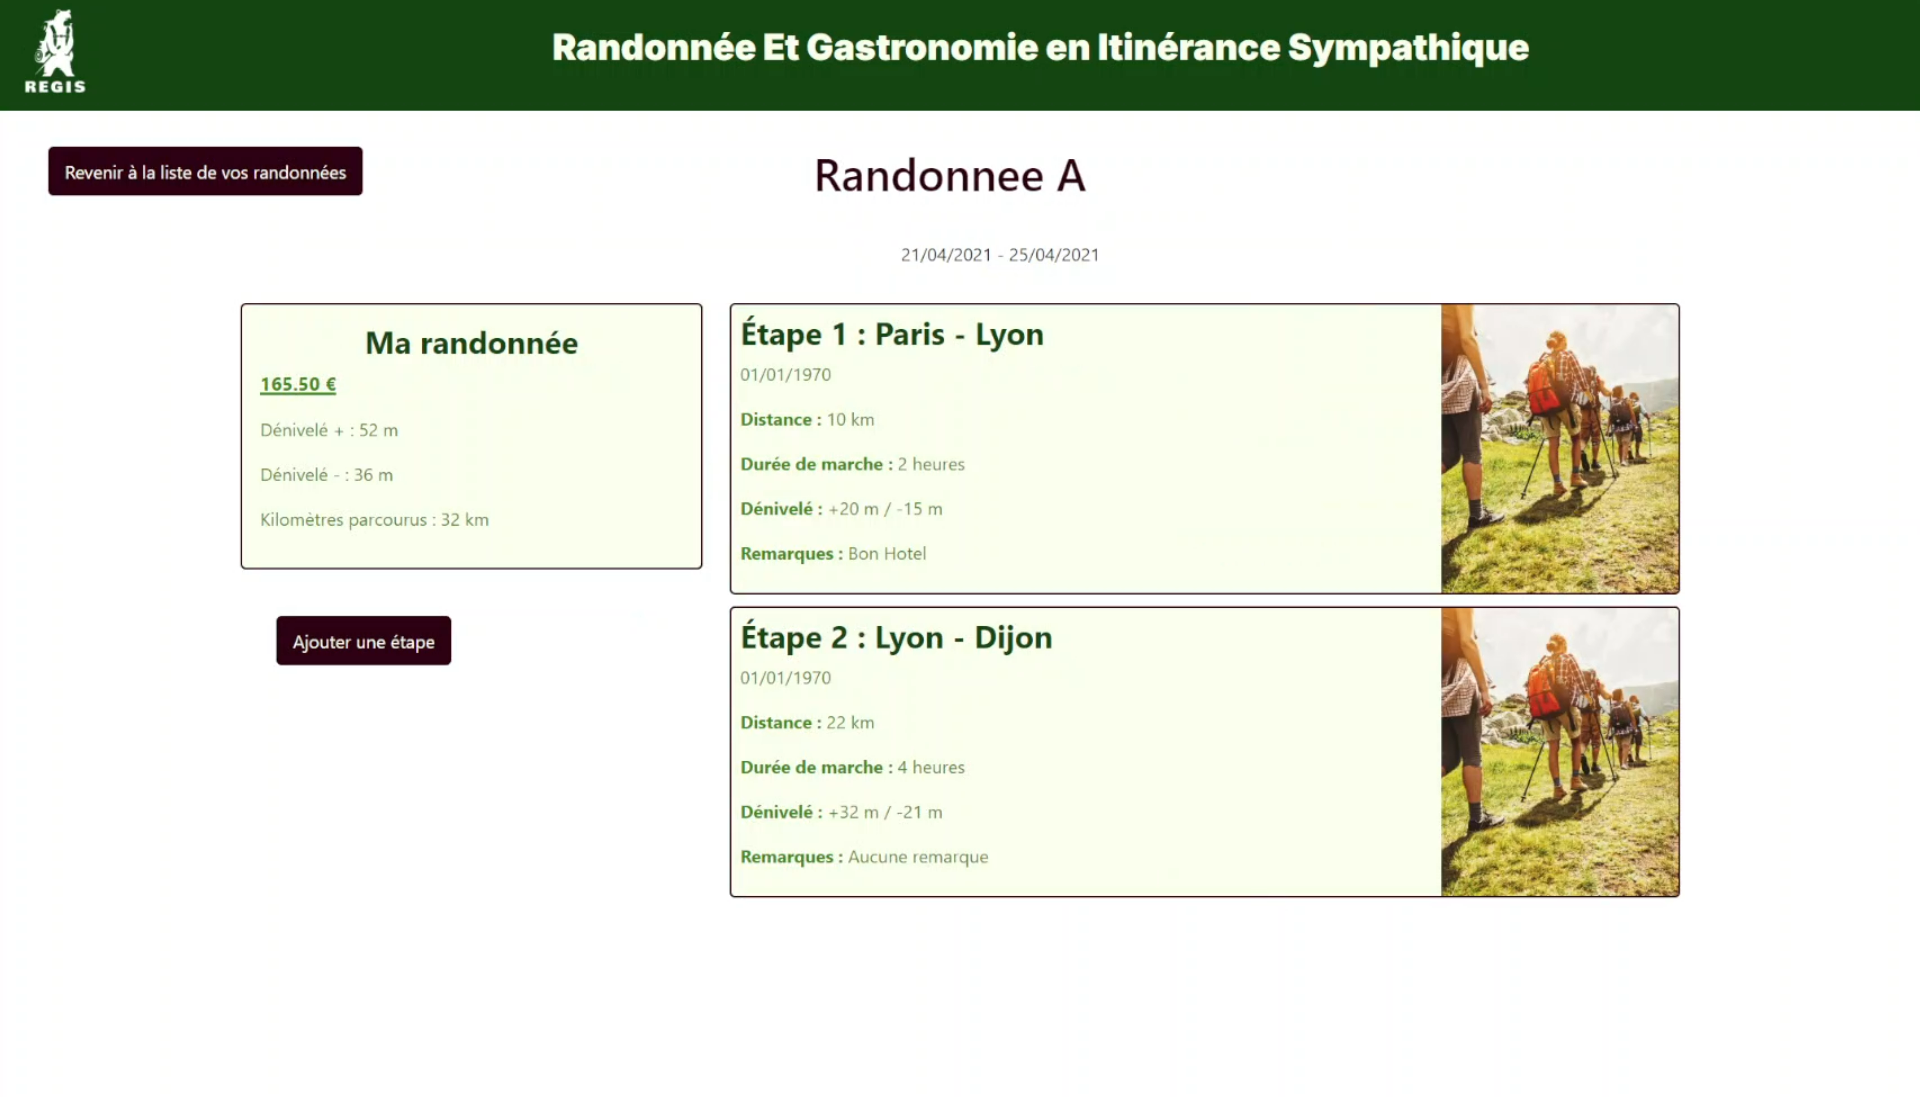 REGIS
Randonnée Et Gastronomie en Itinérance Sympathique
Revenir à la liste de vos randonnées
Randonnee A
21/04/2021 - 25/04/2021
Ma randonnée
165.50 €
Dénivelé + : 52 m
Dénivelé - : 36 m
Kilomètres parcourus : 32 km
Ajouter une étape
Étape 1 : Paris - Lyon
01/01/1970
Distance : 10 km
Durée de marche : 2 heures
Dénivelé : +20 m / -15 m
Remarques : Bon Hotel
Étape 2 : Lyon - Dijon
01/01/1970
Distance : 22 km
Durée de marche : 4 heures
Dénivelé : +32 m / -21 m
Remarques : Aucune remarque